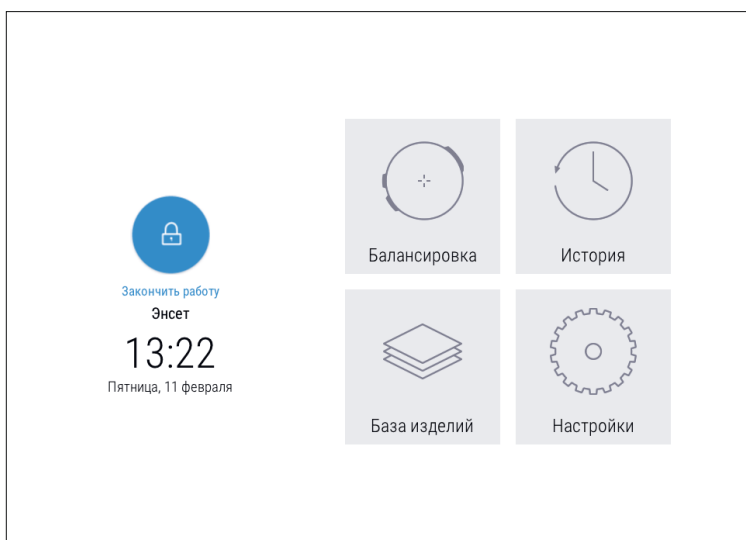 Закончить работу
Энсет
13:22
Пятница, 11 февраля
Балансировка
История
База изделий
Настройки